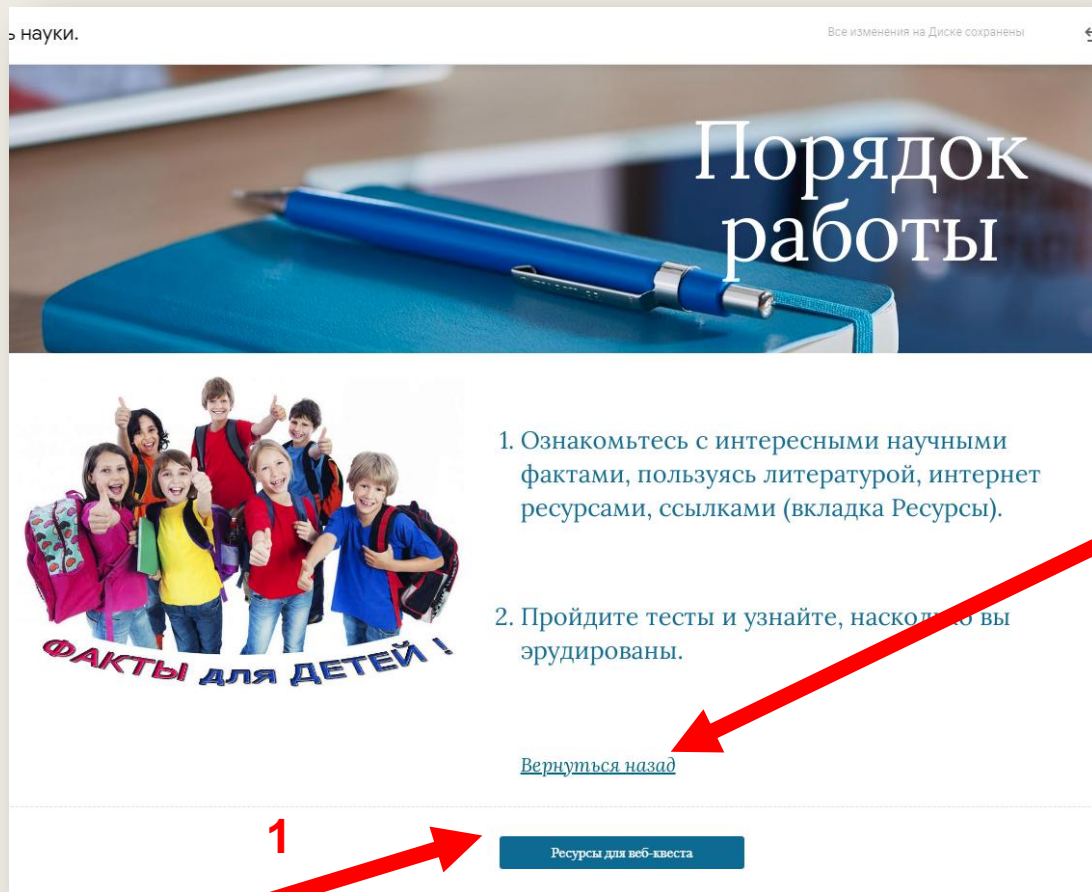 ь науки.
Все изменения на Диске сохранены
Порядок
работы
1. Ознакомьтесь с интересными научными
фактами, пользуясь литературой, интернет
ресурсами, ссылками (вкладка Ресурсы).
2. Пройдите тесты и узнайте, насколько вы
эрудированы.
ФАКТЫ для ДЕТЕЙ !
Вернуться назад
1
Ресурсы для веб-квеста